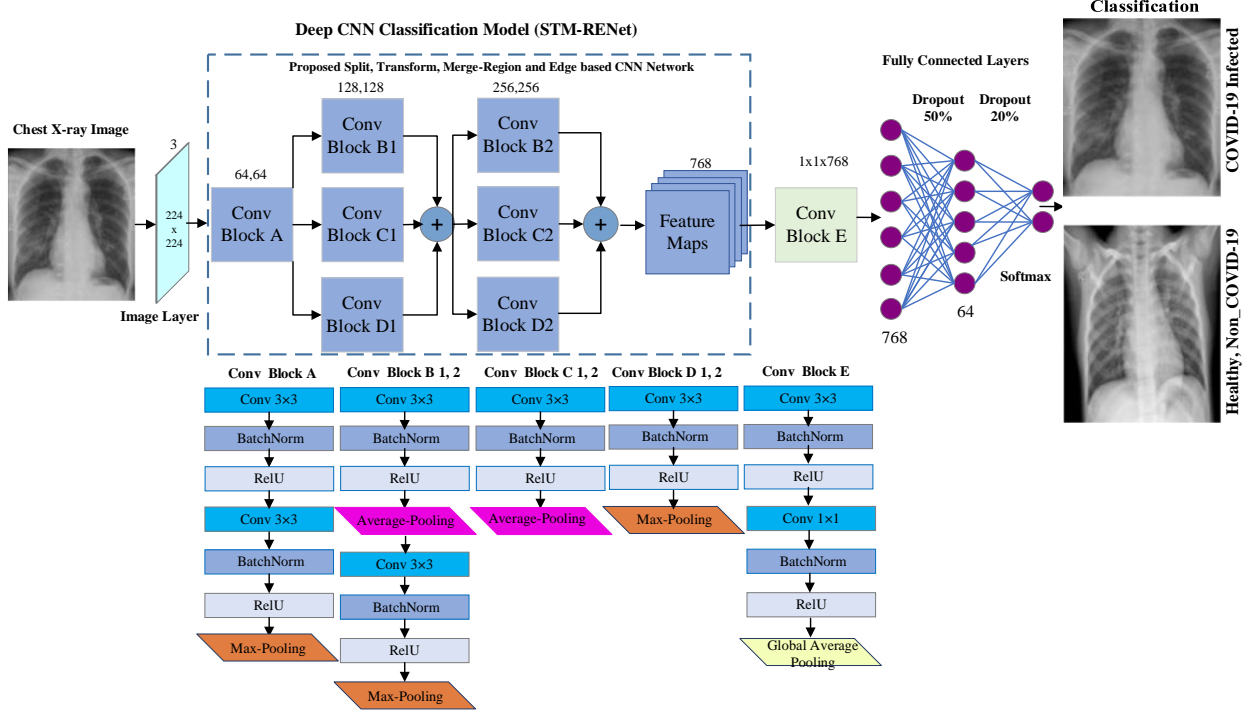 Deep CNN Classification Model (STM-RENet)
Classification
Proposed Split, Transform, Merge-Region and Edge based CNN Network
Fully Connected Layers
128,128
256,256
Dropout
50%
Dropout
20%
Chest X-ray Image
3
224
x
224
Image Layer
64,64
Conv
Block A
Conv
Block B1
Conv
Block C1
Conv
Block D1
+
Conv
Block B2
Conv
Block C2
Conv
Block D2
+
768
Feature
Maps
1x1x768
Conv
Block E
768
64
Softmax
COVID-19 Infected
Healthy, Non_COVID-19
Conv Block A
Conv 3×3
BatchNorm
RelU
Conv 3×3
BatchNorm
RelU
Max-Pooling
Conv Block B 1, 2
Conv 3×3
BatchNorm
RelU
Average-Pooling
Conv 3×3
BatchNorm
RelU
Max-Pooling
Conv Block C 1, 2
Conv 3×3
BatchNorm
RelU
Average-Pooling
Conv Block D 1, 2
Conv 3×3
BatchNorm
RelU
Max-Pooling
Conv Block E
Conv 3×3
BatchNorm
RelU
Conv 1×1
BatchNorm
RelU
Global Average
Pooling